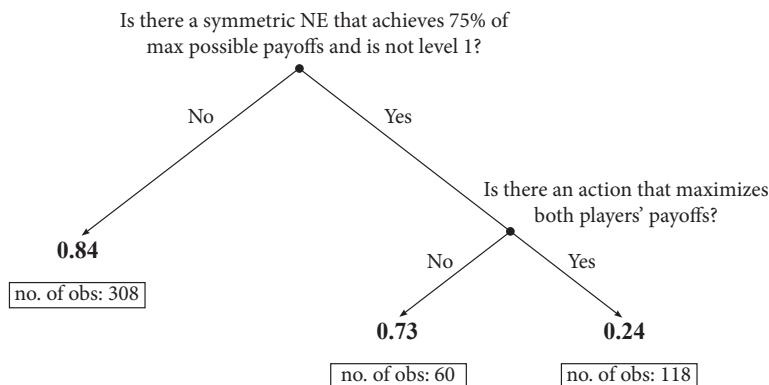 Is there a symmetric NE that achieves 75% of
max possible payoffs and is not level 1?
No
Yes
Is there an action that maximizes
both players’ payoffs?
0.84
no. of obs: 308
No
Yes
0.73
0.24
no. of obs: 60
no. of obs: 118